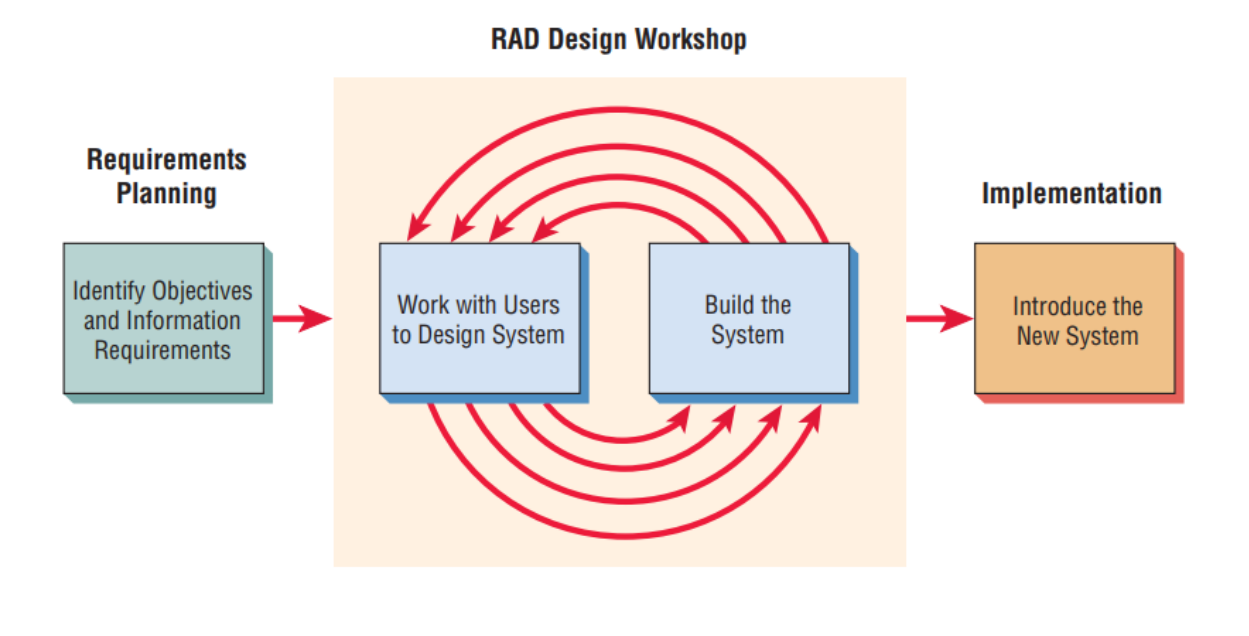 RAD Design Workshop
Requirements
Planning
Identify Objectives
and Information
Requirements
Work with Users
to Design System
Build the
System
Implementation
Introduce the
New System